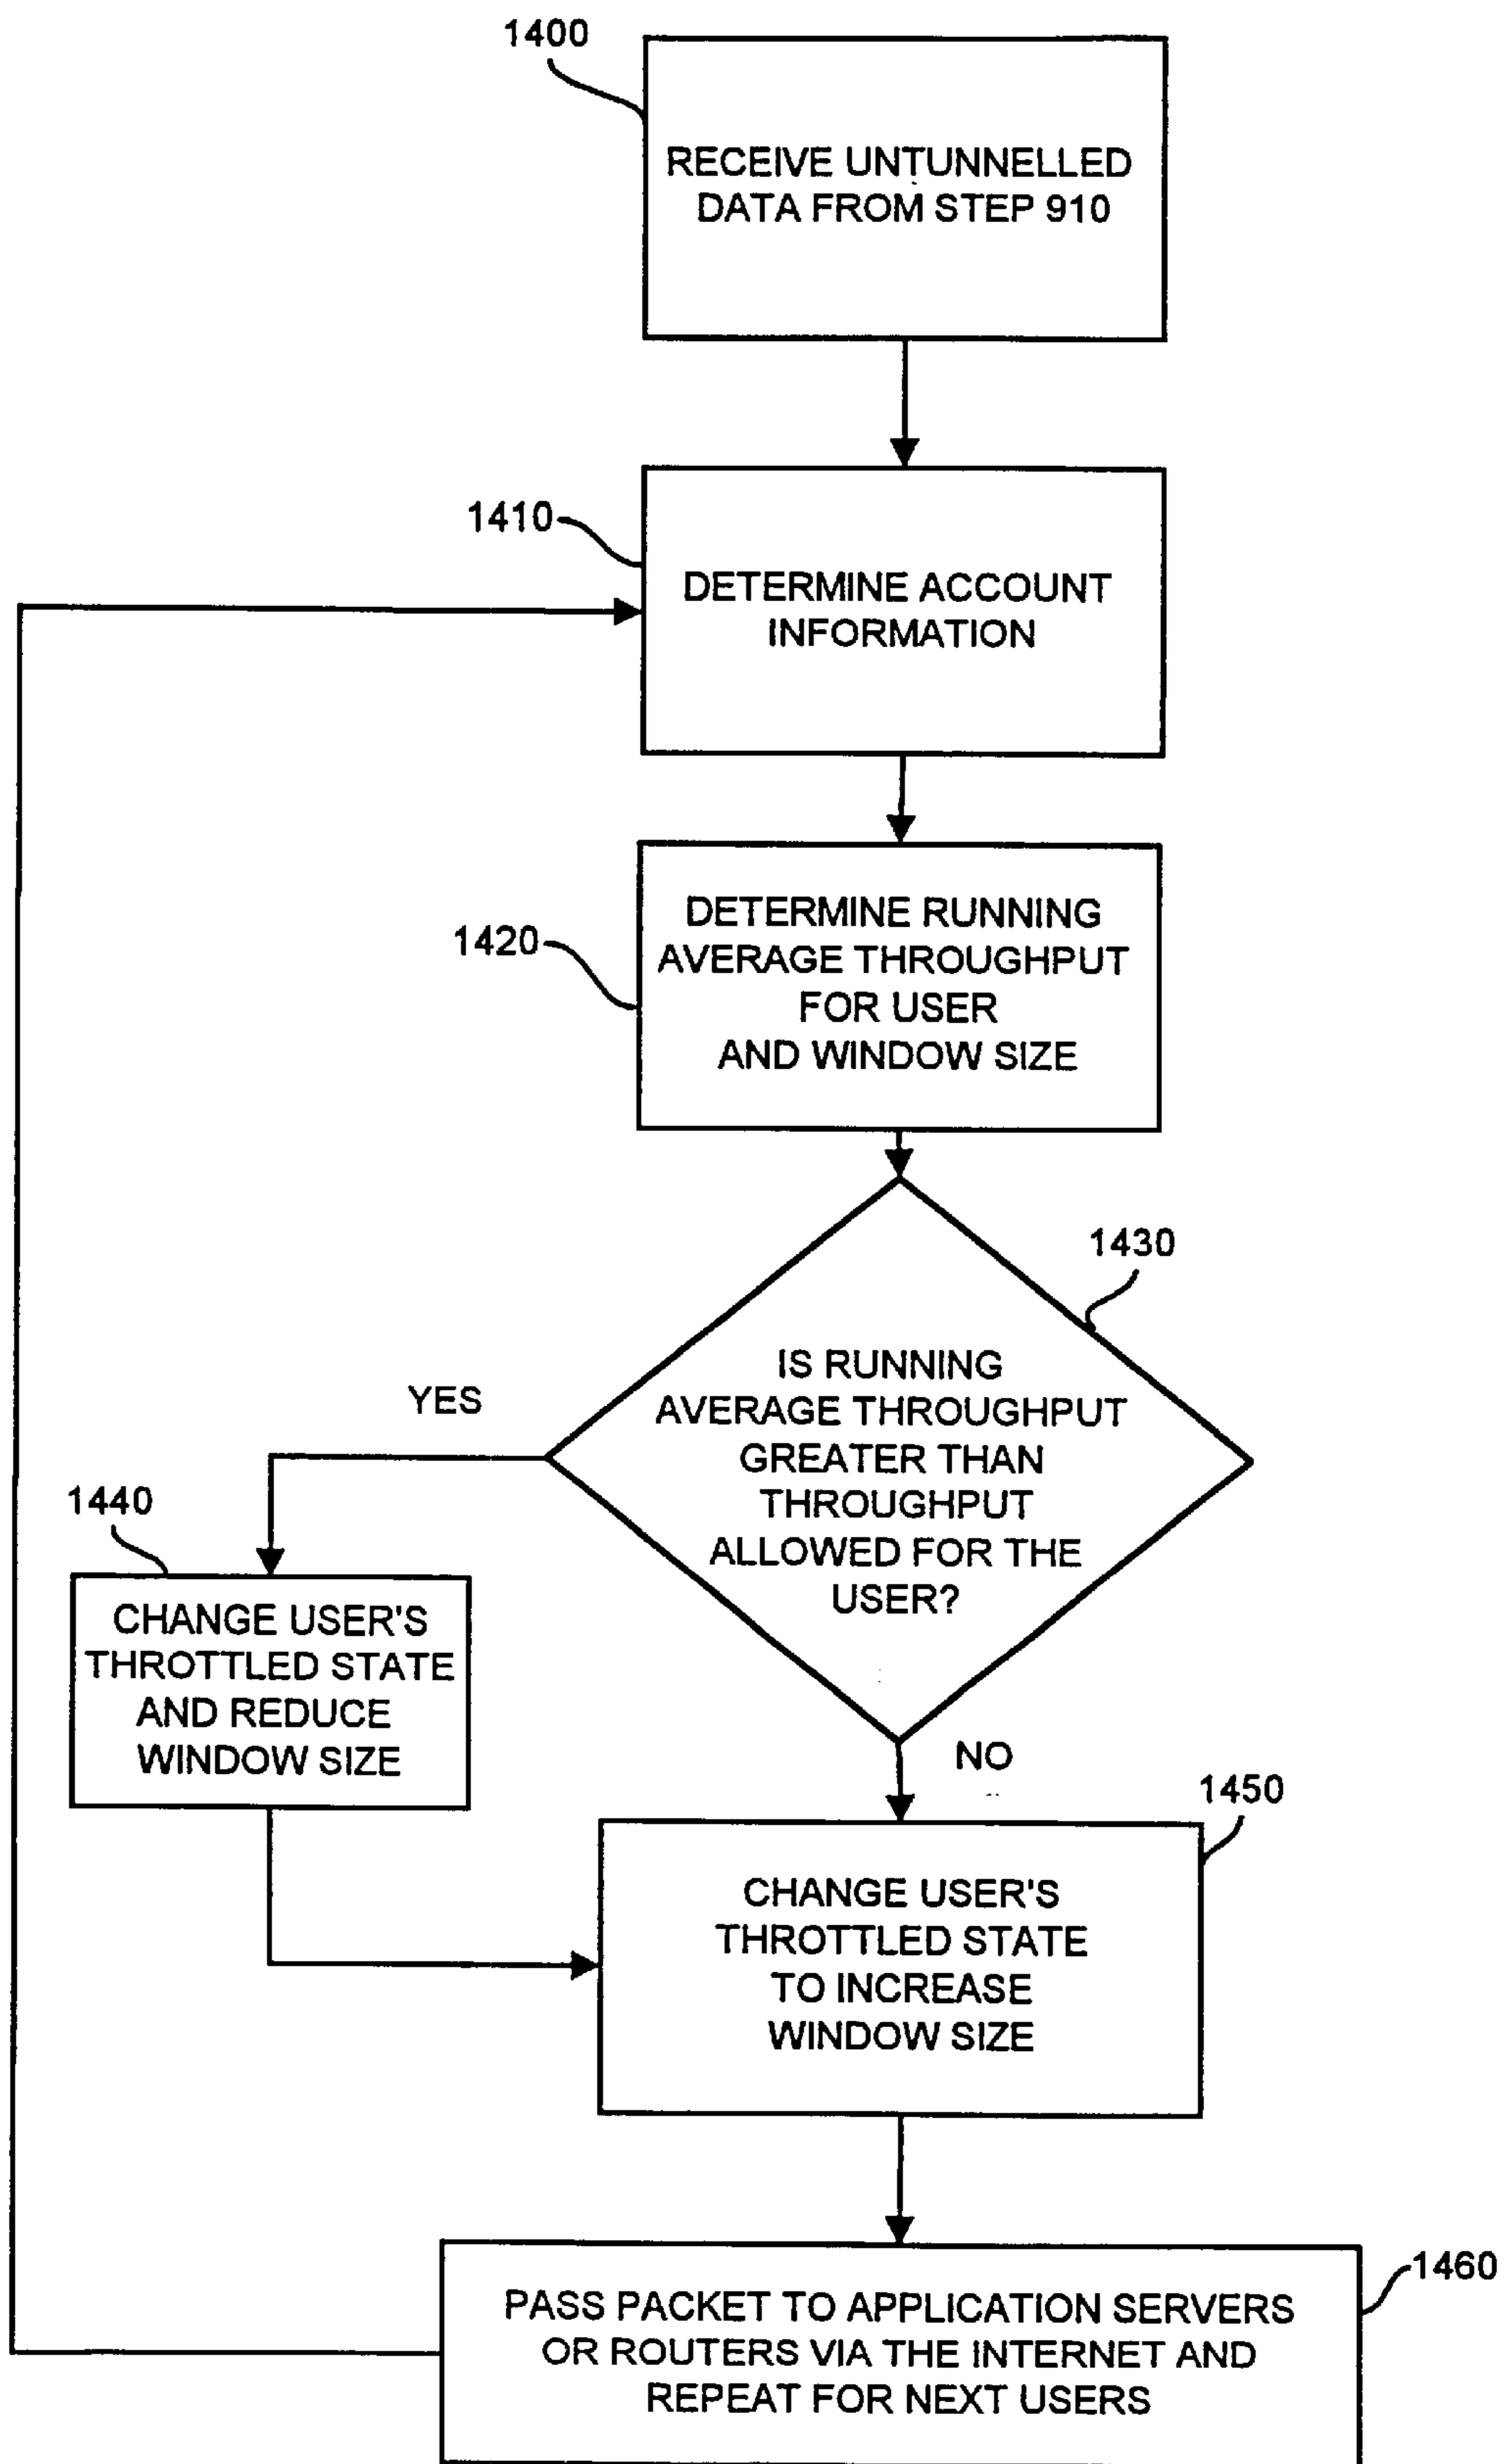 1400
RECEIVE UNTUNNELLED
DATA FROM STEP 910
1410
DETERMINE ACCOUNT
INFORMATION
1420
DETERMINE RUNNING
AVERAGE THROUGHPUT
FOR USER
AND WINDOW SIZE
1430
IS RUNNING
AVERAGE THROUGHPUT
GREATER THAN
THROUGHPUT
ALLOWED FOR THE
USER?
YES
1440
CHANGE USER'S
THROTTLED STATE
AND REDUCE
WINDOW SIZE
NO
1450
CHANGE USER'S
THROTTLED STATE
TO INCREASE
WINDOW SIZE
1460
PASS PACKET TO APPLICATION SERVERS
OR ROUTERS VIA THE INTERNET AND
REPEAT FOR NEXT USERS